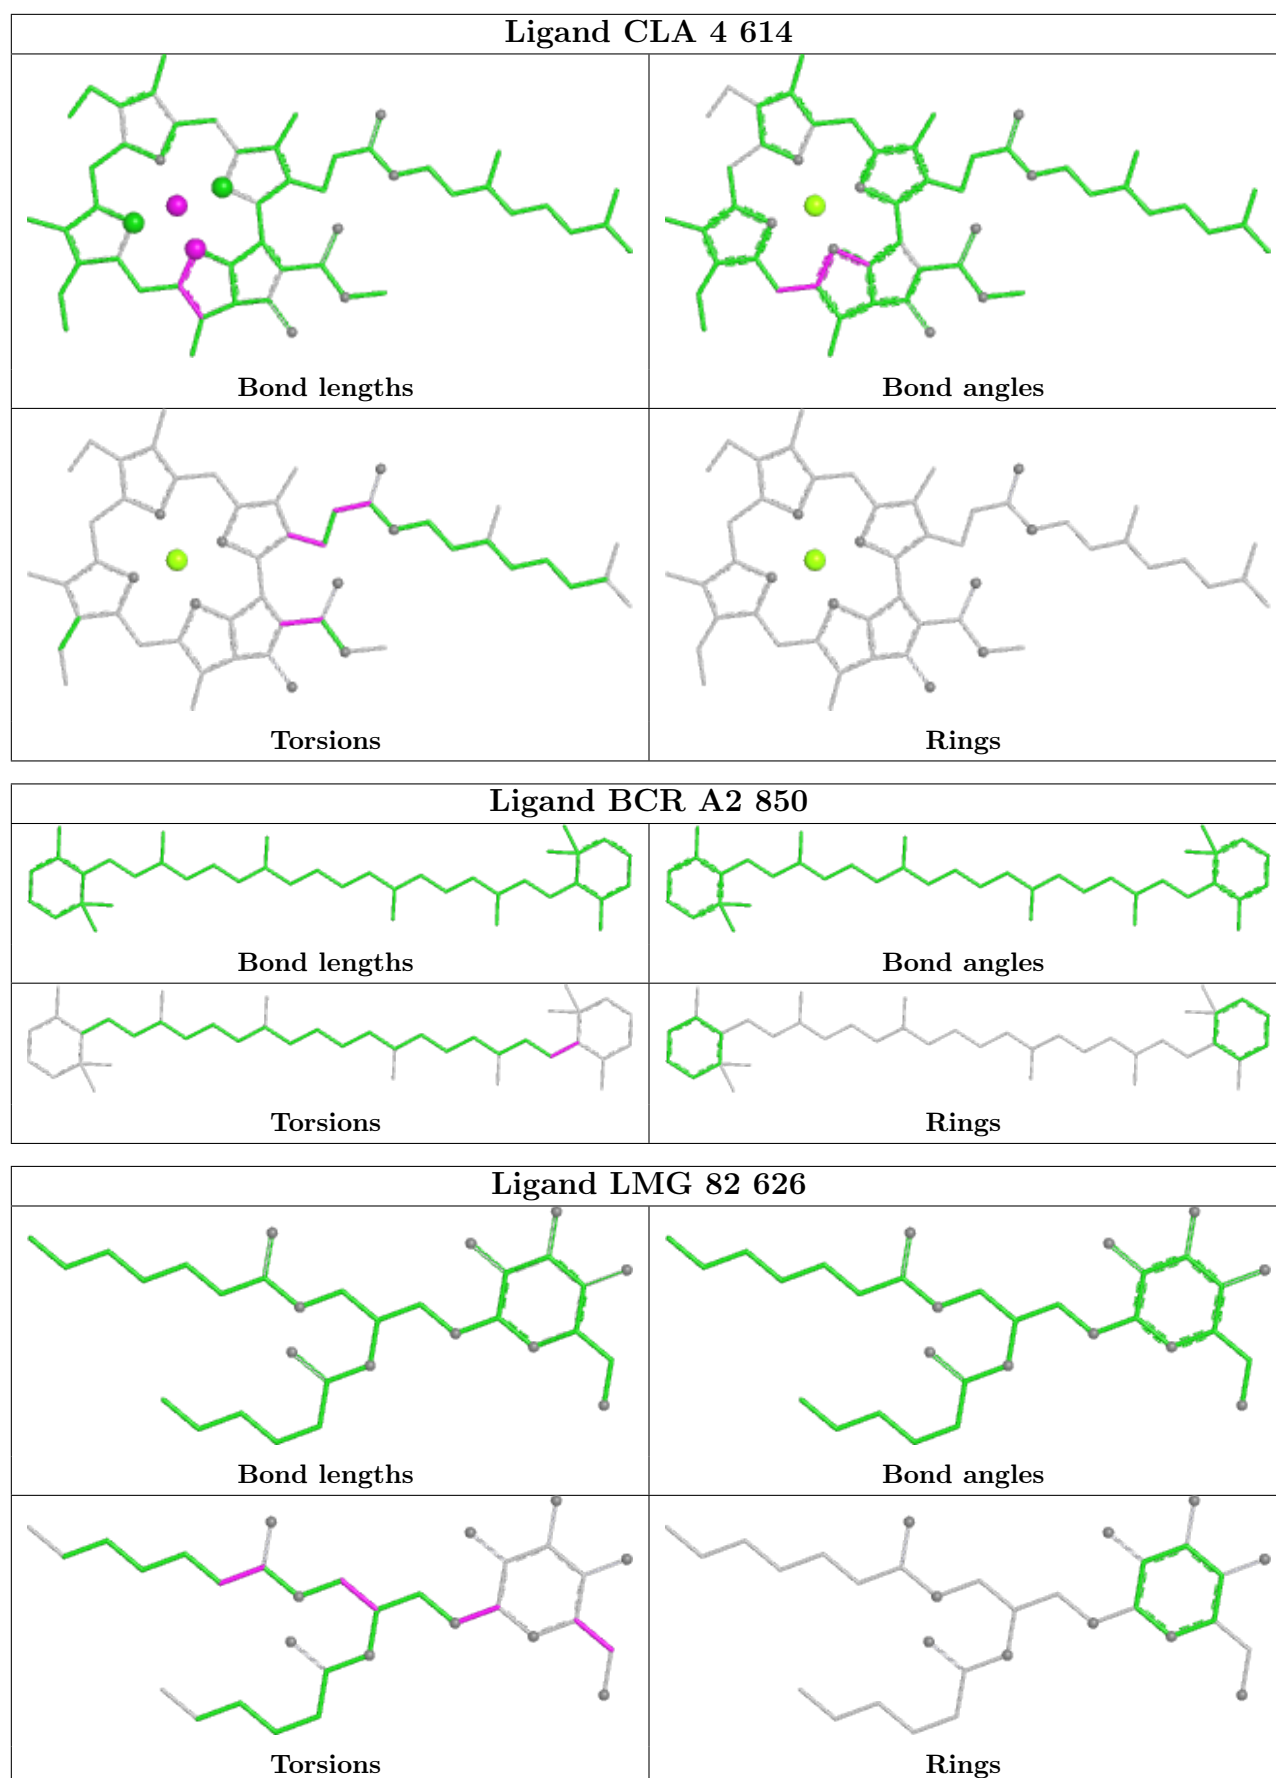 Ligand CLA 4 614
Bond lengths
Bond angles
Torsions
Rings
Ligand BCR A2 850
Bond lengths
Bond angles
Torsions
Rings
Ligand LMG 82 626
Bond lengths
Bond angles
Torsions
Rings